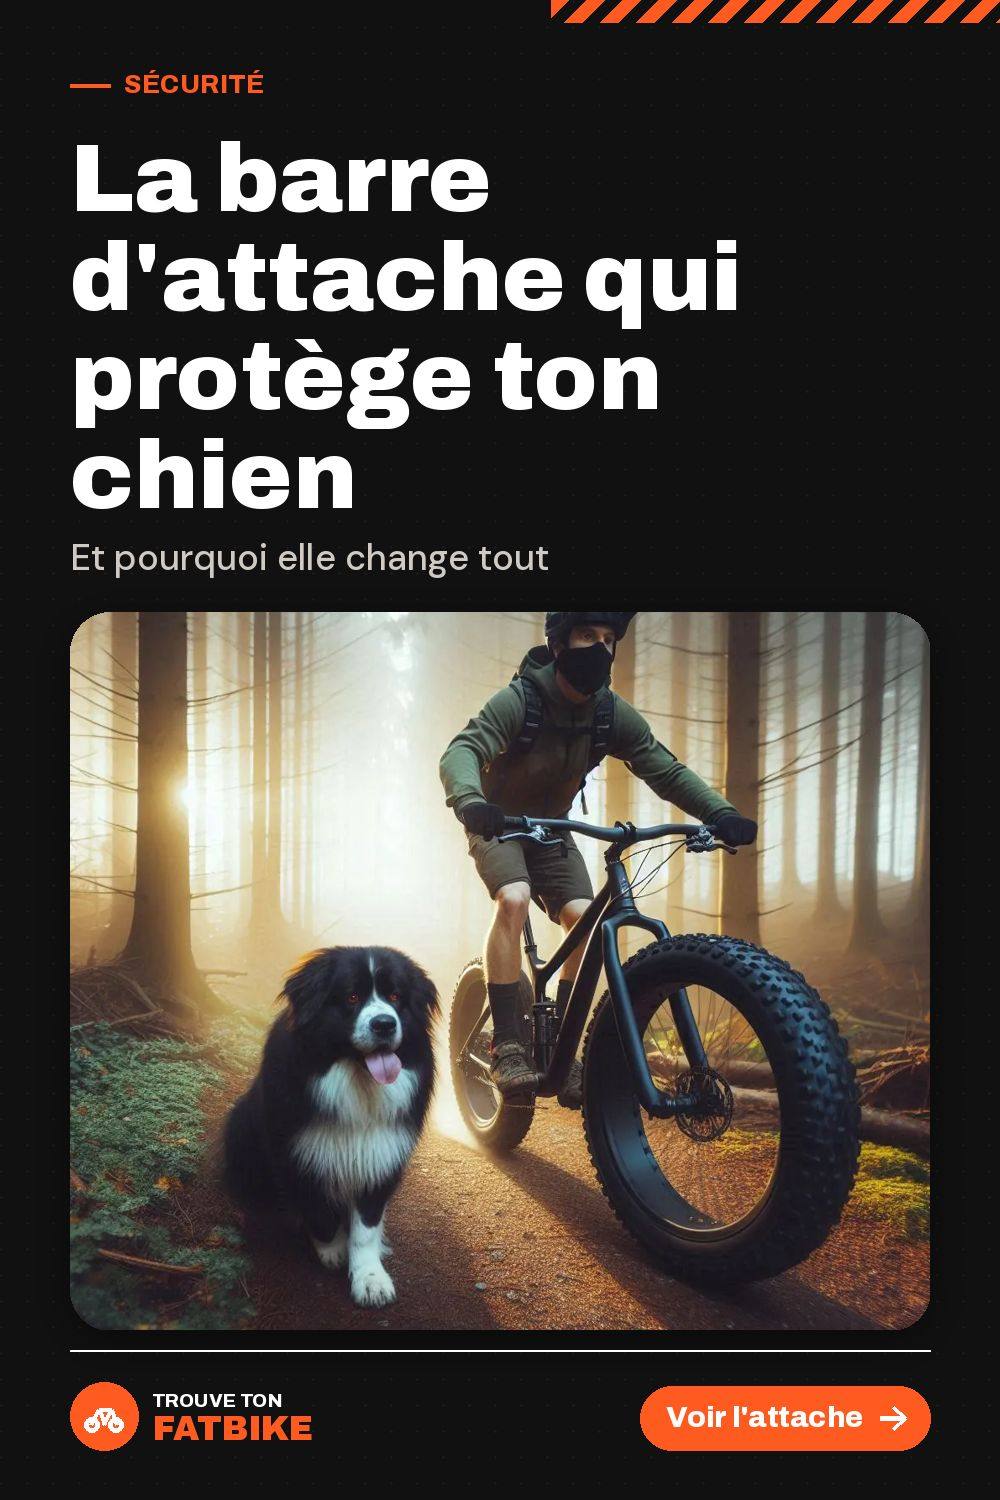 SÉCURITÉ
La barre
d'attache qui
protège ton
chien
Et pourquoi elle change tout
TROUVE TON
FATBIKE
Voir l'attache